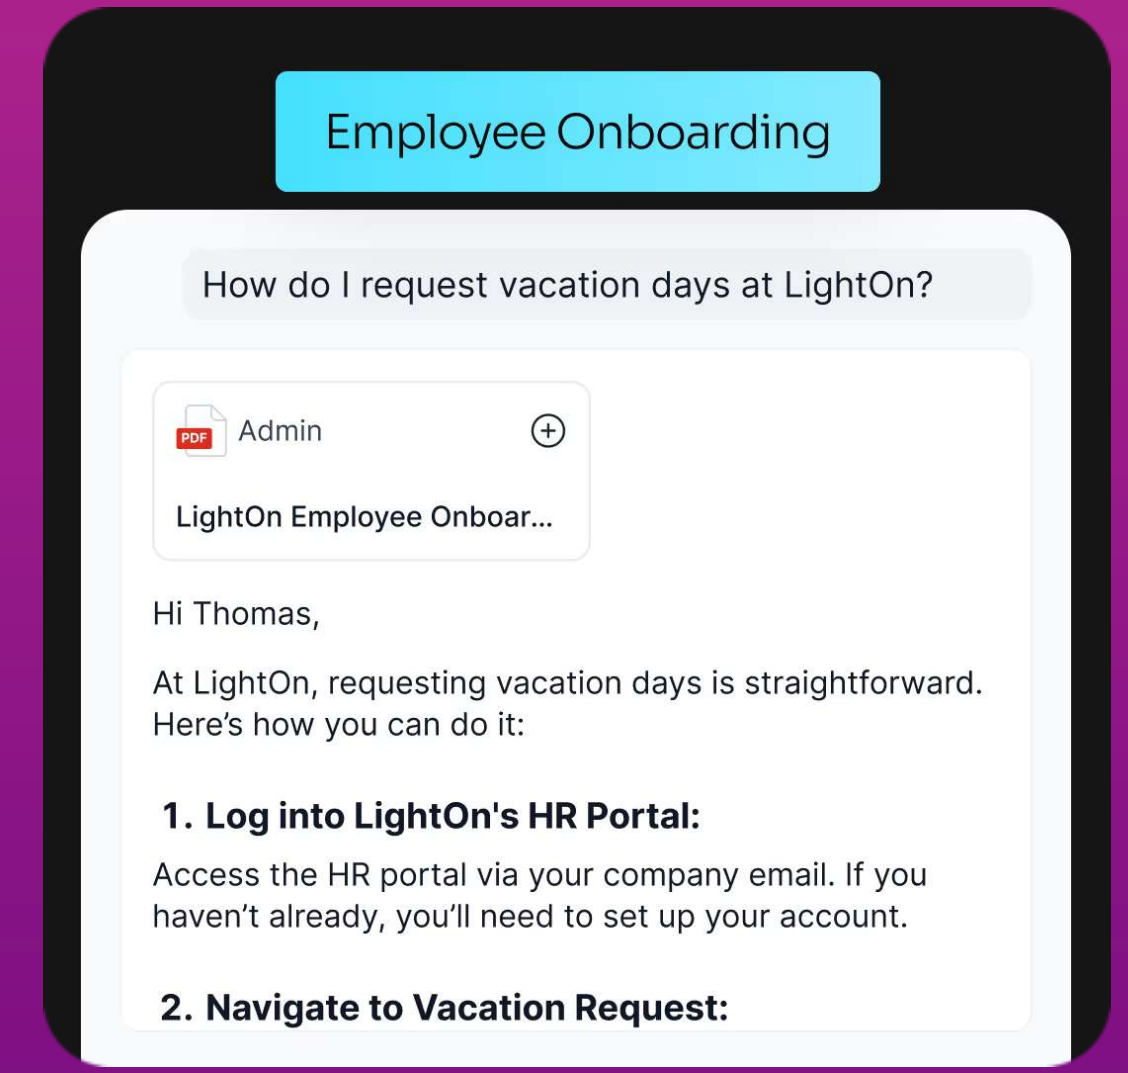 Employee Onboarding
How do I request vacation days at LightOn?
PDF
Admin
LightOn Employee Onboar...
Hi Thomas,
At LightOn, requesting vacation days is straightforward.
Here’s how you can do it:
1. Log into LightOn's HR Portal:
Access the HR portal via your company email. If you
haven’t already, you’ll need to set up your account.
2. Navigate to Vacation Request: